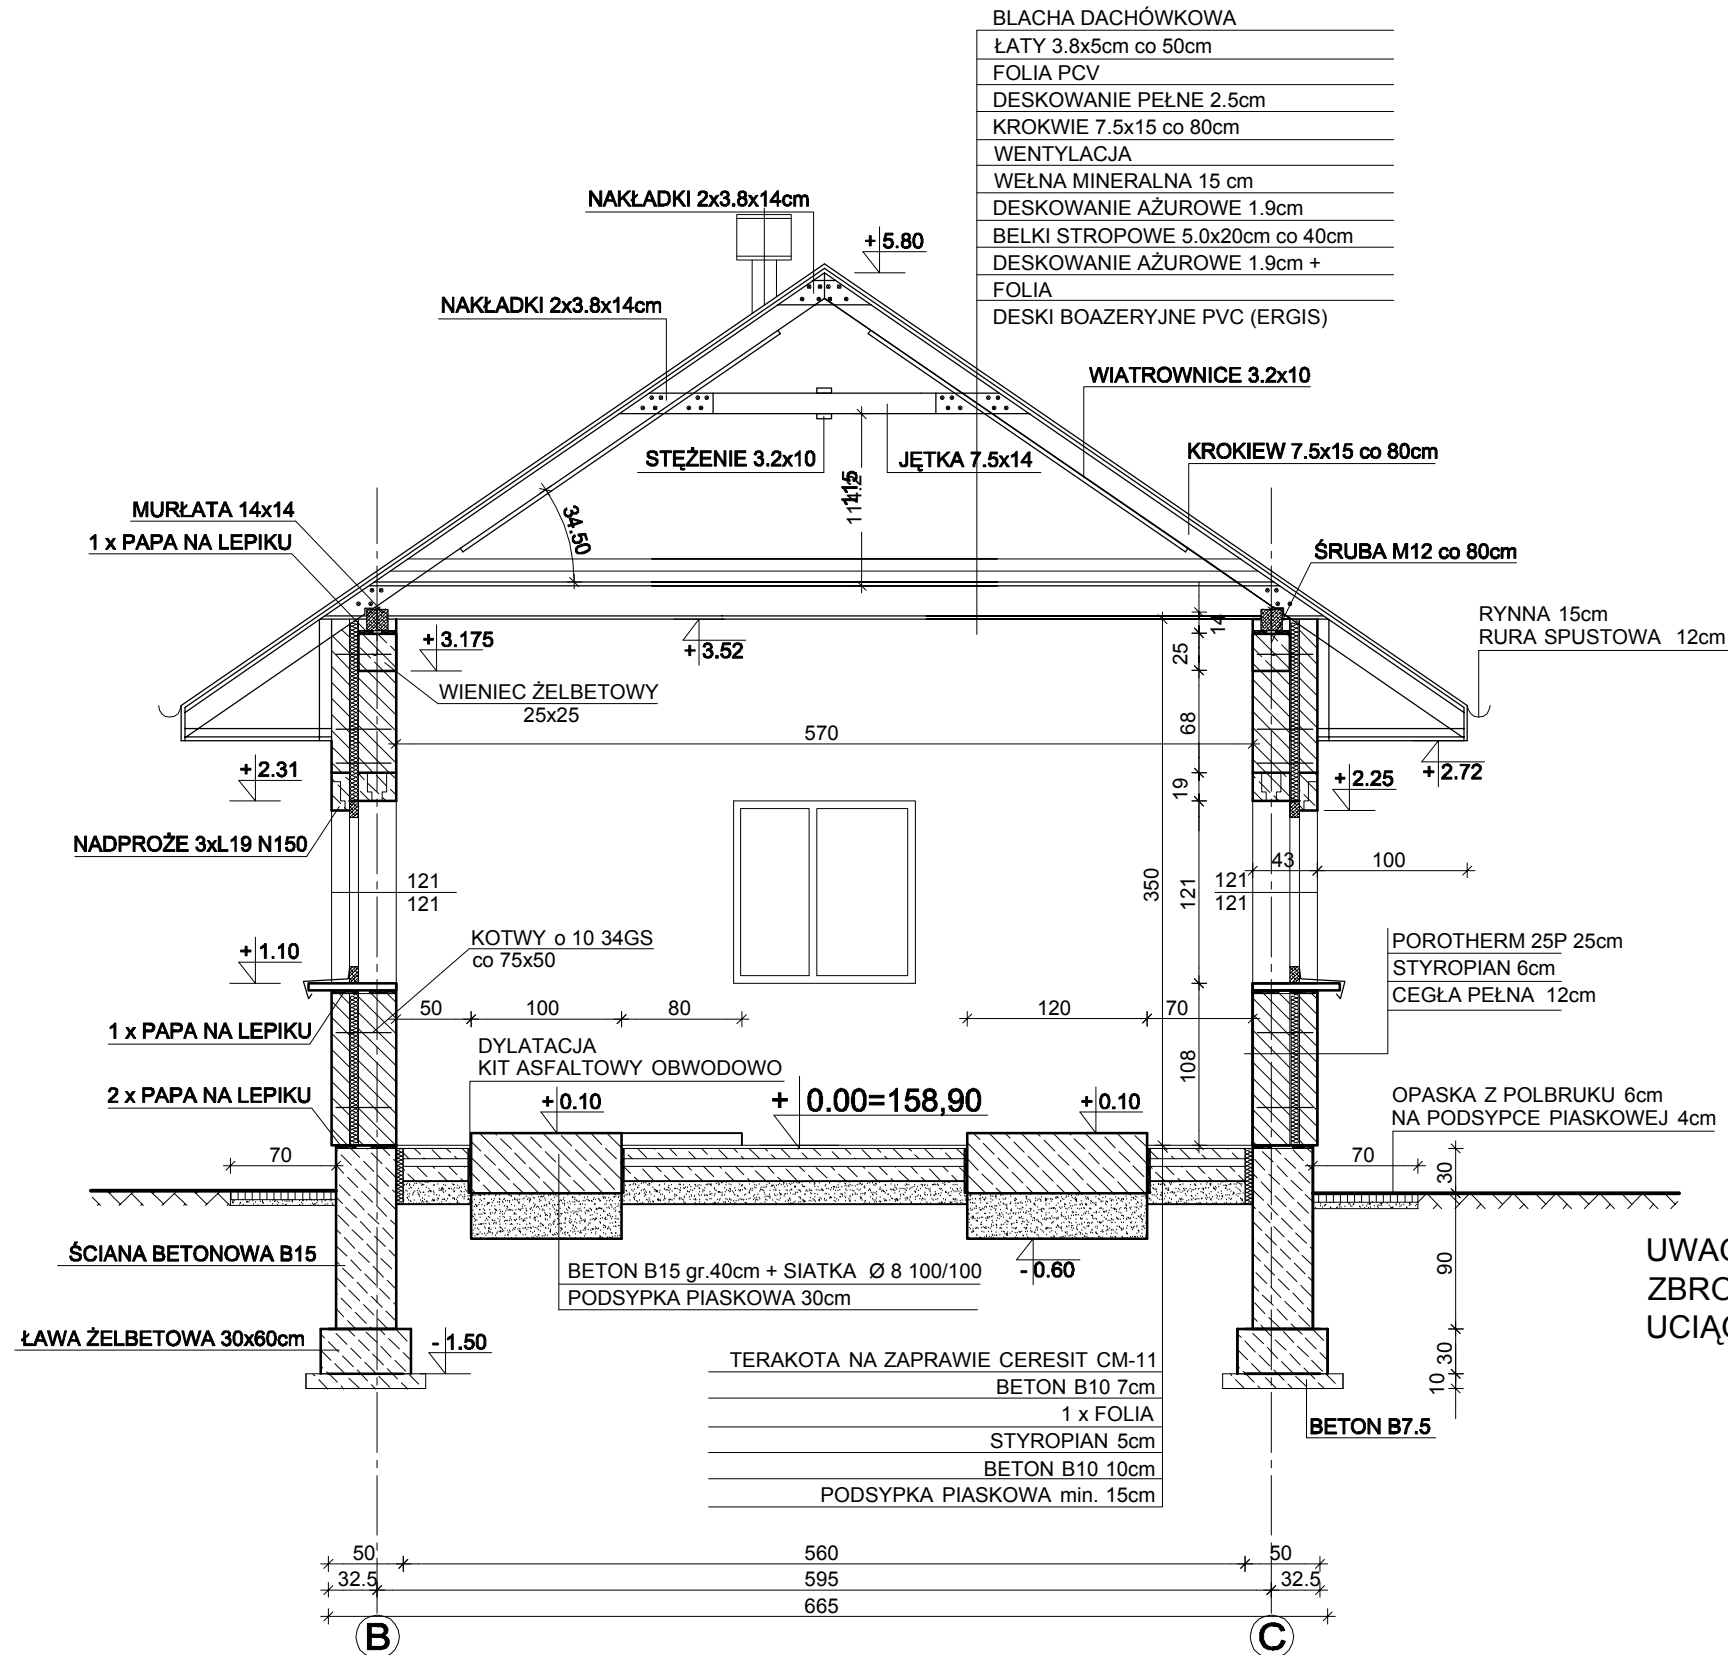 BLACHA DACHÓWKOWA
ŁATY 3.8x5cm co 50cm
FOLIA PCV
DESKOWANIE PEŁNE 2.5cm
KROKWIE 7.5x15 co 80cm
WENTYLACJA
WEŁNA MINERALNA 15 cm
DESKOWANIE AŻUROWE 1.9cm
BELKI STROPOWE 5.0x20cm co 40cm
DESKOWANIE AŻUROWE 1.9cm +
FOLIA
DESKI BOAZERYJNE PVC (ERGIS)
NAKŁADKI 2x3.8x14cm
+ 5.80
NAKŁADKI 2x3.8x14cm
WIATROWNICE 3.2x10
STĘŻENIE 3.2x10
JĘTKA 7.5x14
KROKIEW 7.5x15 co 80cm
34.50
MURŁATA 14x14
1 x PAPA NA LEPIKU
ŚRUBA M12 co 80cm
RYNNA 15cm
RURA SPUSTOWA 12cm
+ 3.175
+ 3.52
14
25
WIENIEC ŻELBETOWY
25x25
68
570
+ 2.31
19
+ 2.25
+ 2.72
NADPROŻE 3xL19 N150
43
100
121
121
350
121
121
121
+ 1.10
KOTWY o 10 34GS
co 75x50
POROTHERM 25P 25cm
STYROPIAN 6cm
CEGŁA PEŁNA 12cm
50
100
80
120
70
1 x PAPA NA LEPIKU
DYLATACJA
KIT ASFALTOWY OBWODOWO
108
2 x PAPA NA LEPIKU
+ 0.10
+ 0.00=158,90
+ 0.10
OPASKA Z POLBRUKU 6cm
NA PODSYPCE PIASKOWEJ 4cm
70
70
30
ŚCIANA BETONOWA B15
BETON B15 gr.40cm + SIATKA Ø 8 100/100
PODSYPKA PIASKOWA 30cm
- 0.60
90
UWAG
ZBRO
UCIĄG
ŁAWA ŻELBETOWA 30x60cm
- 1.50
30
10
TERAKOTA NA ZAPRAWIE CERESIT CM-11
BETON B10 7cm
1 x FOLIA
STYROPIAN 5cm
BETON B10 10cm
PODSYPKA PIASKOWA min. 15cm
BETON B7.5
50
560
50
32.5
595
32.5
665
B
C